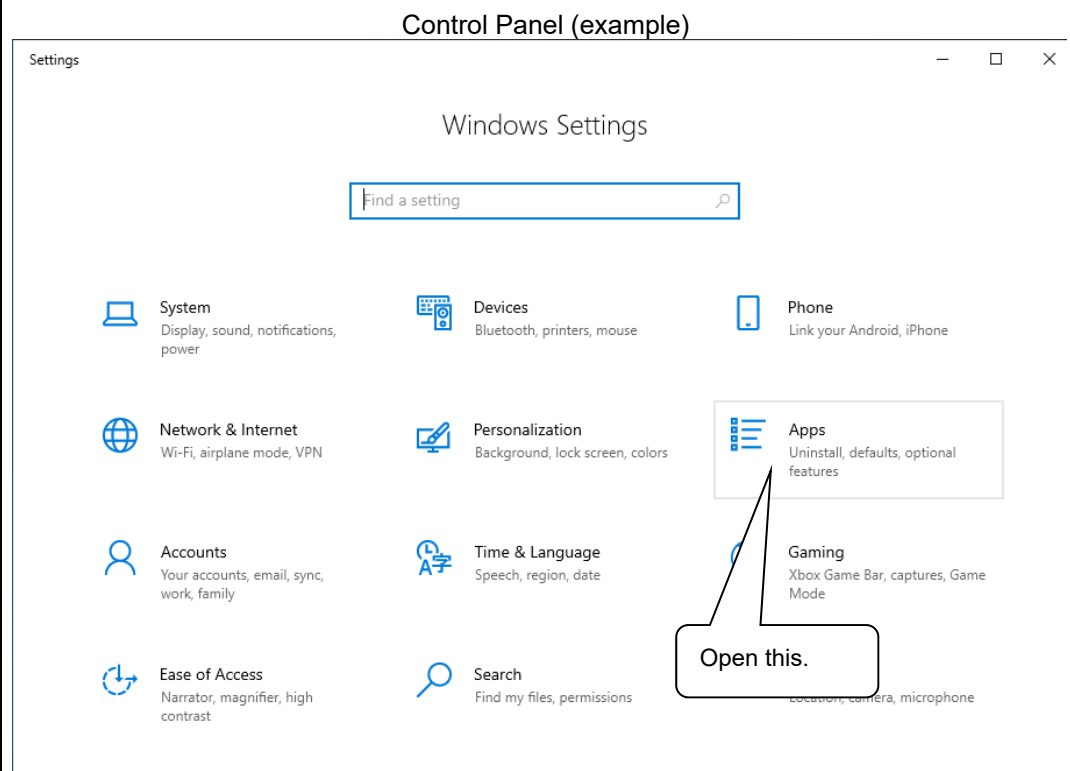 Control Panel (example)
Settings
Windows Settings
Find a setting
System
Display, sound, notifications,
power
Devices
Bluetooth, printers, mouse
Phone
Link your Android, iPhone
Network & Internet
Wi-Fi, airplane mode, VPN
Personalization
Background, lock screen, colors
Apps
Uninstall, defaults, optional
features
Accounts
Your accounts, email, sync,
work, family
Time & Language
Speech, region, date
Gaming
Xbox Game Bar, captures, Game
Mode
Open this.
Ease of Access
Narrator, magnifier, high
contrast
Search
Find my files, permissions
Location, camera, microphone